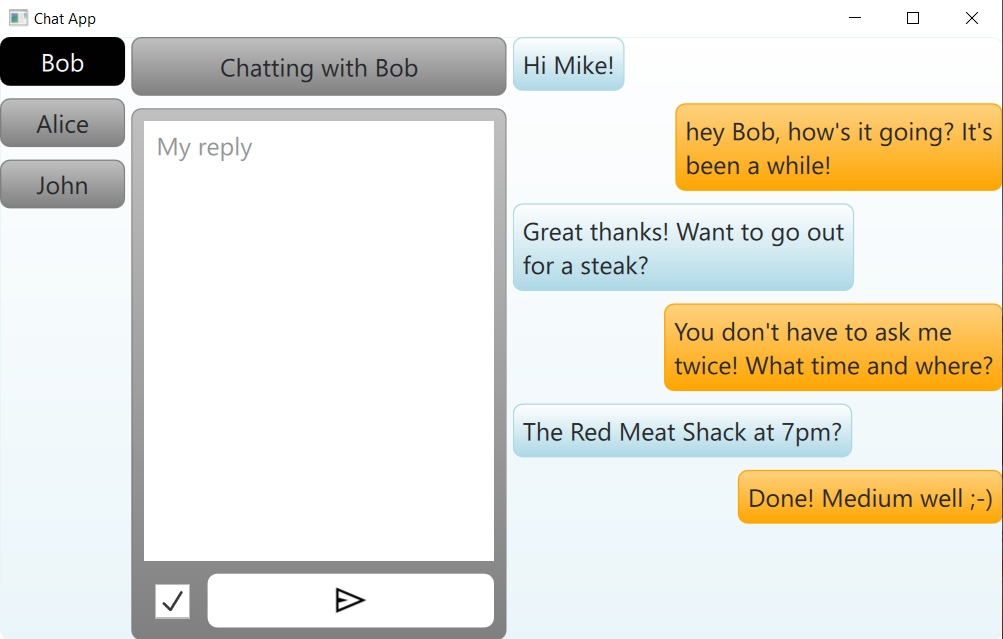 Chat App
Bob
Alice
John
Chatting with Bob
My reply
Hi Mike!
hey Bob, how's it going? It's
been a while!
Great thanks! Want to go out
for a steak?
You don't have to ask me
twice! What time and where?
The Red Meat Shack at 7pm?
Done! Medium well ;-)